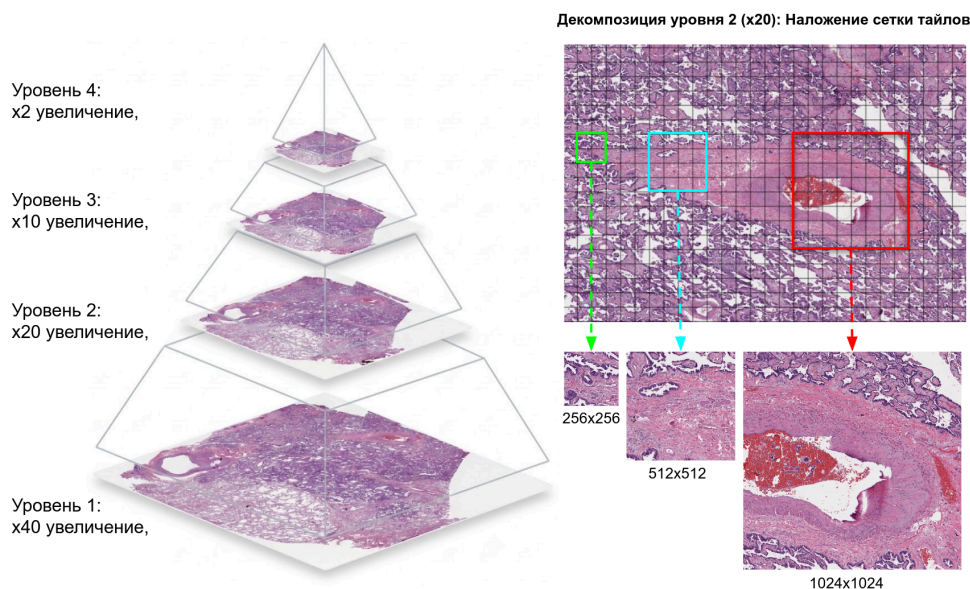 Декомпозиция уровня 2 (x20): Наложение сетки тайлов
Уровень 4:
x2 увеличение,
Уровень 3:
x10 увеличение,
Уровень 2:
x20 увеличение,
Уровень 1:
x40 увеличение,
256x256
512x512
1024x1024